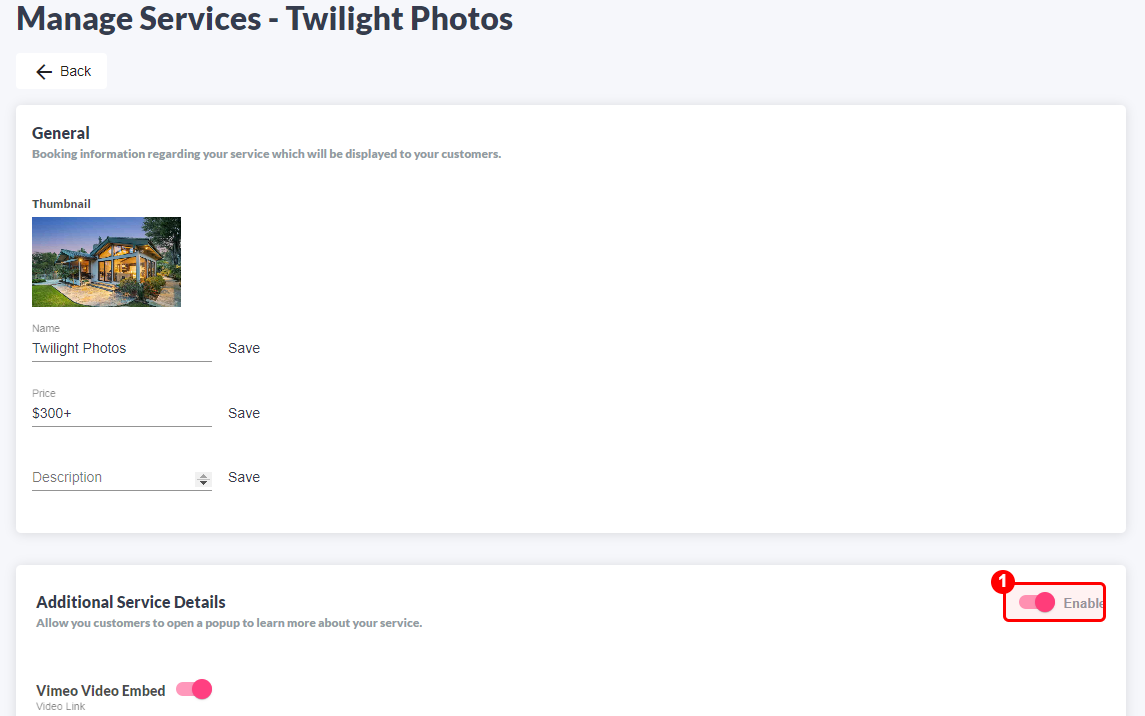 Manage Services - Twilight Photos
Back
General
Booking information regarding your service which will be displayed to your customers.
Thumbnail
Name
Twilight Photos Save
Price
$300+ Save
Description Save
1
Additional Service Details Enable
Allow you customers to open a popup to learn more about your service.
Vimeo Video Embed
Video Link